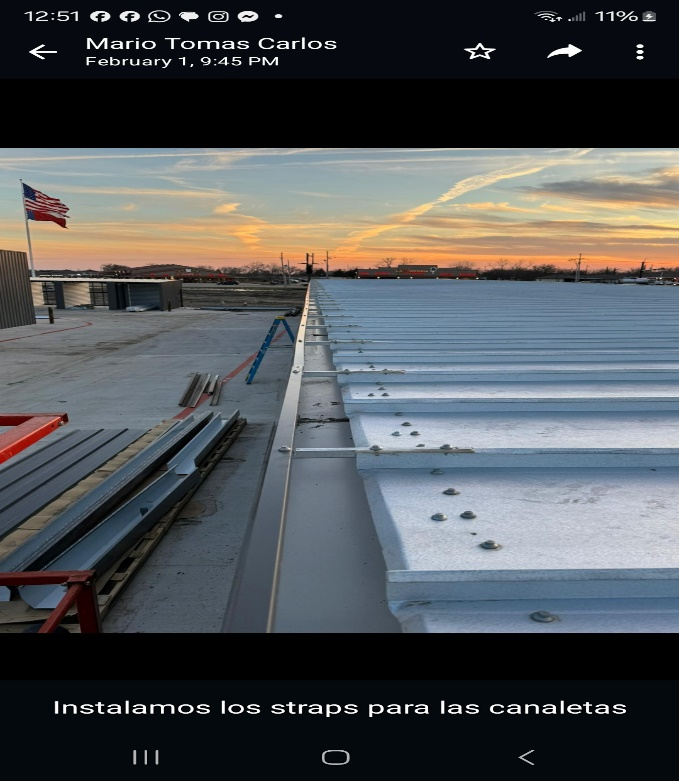 12:51
11%
Mario Tomas Carlos
February 1, 9:45 PM
Instalamos los straps para las canaletas